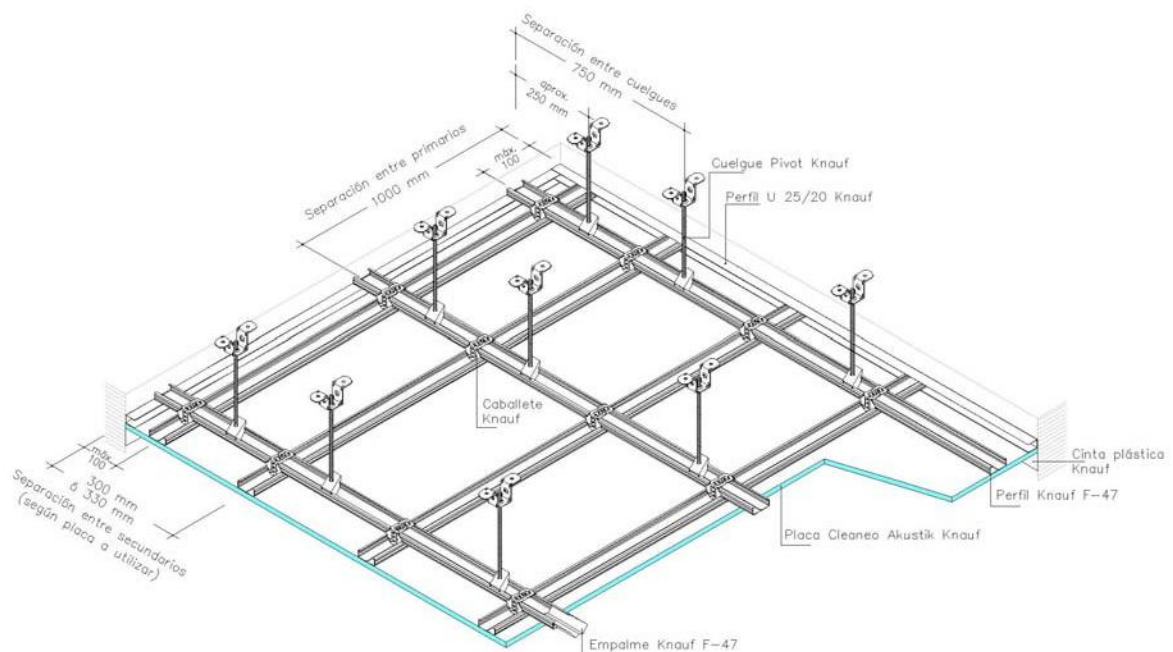 Separación entre cuelgues
750 mm
aprox.
250 mm
Separación entre primarios
1000 mm
máx.
100
Cuelgue Pivot Knauf
Perfil U 25/20 Knauf
Caballete
Knauf
máx.
100
300 mm
ó 330 mm
Separación entre secundarios
(según placa a utilizar)
Cinta plástica
Knauf
Perfil Knauf F-47
Placa Cleaneo Akustik Knauf
Empalme Knauf F-47